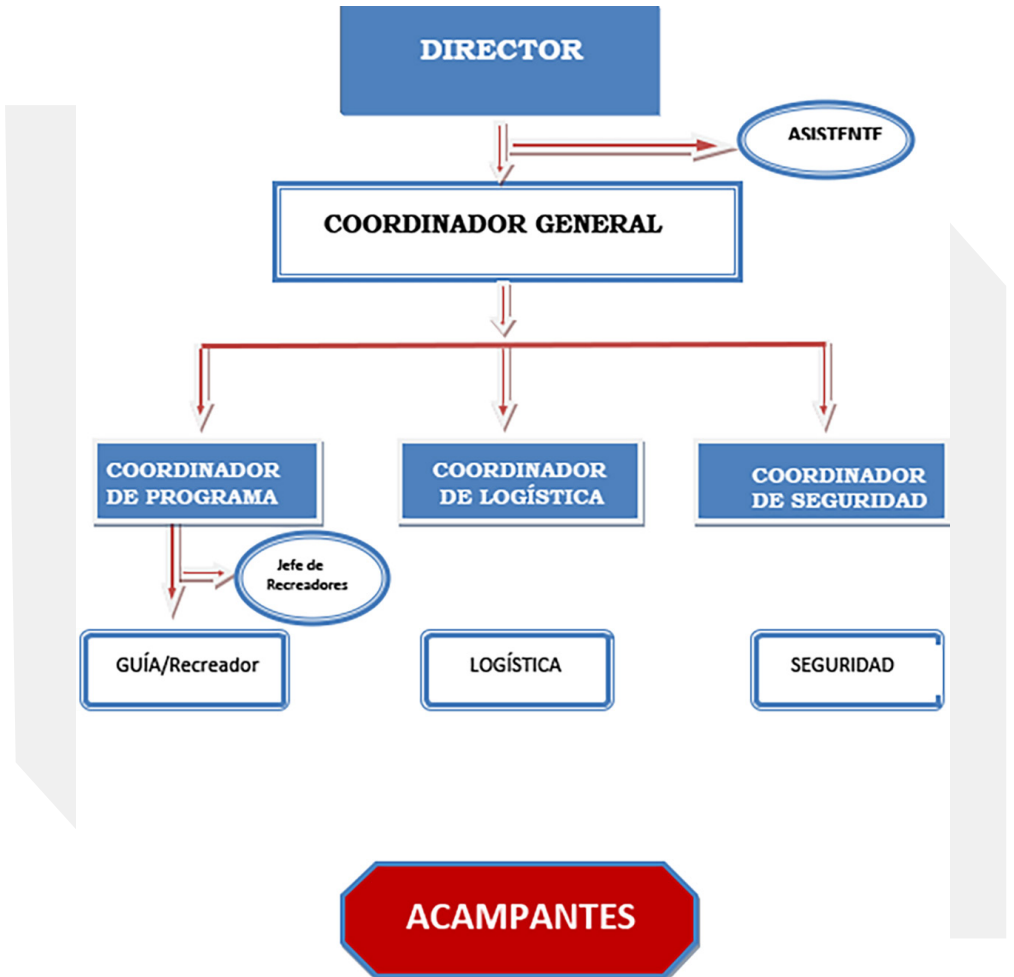 DIRECTOR
ASISTENTE
COORDINADOR GENERAL
COORDINADOR
DE PROGRAMA
COORDINADOR
DE LOGÍSTICA
COORDINADOR
DE SEGURIDAD
Jefe de
Recreadores
GUÍA/Recreador
LOGÍSTICA
SEGURIDAD
ACAMPANTES